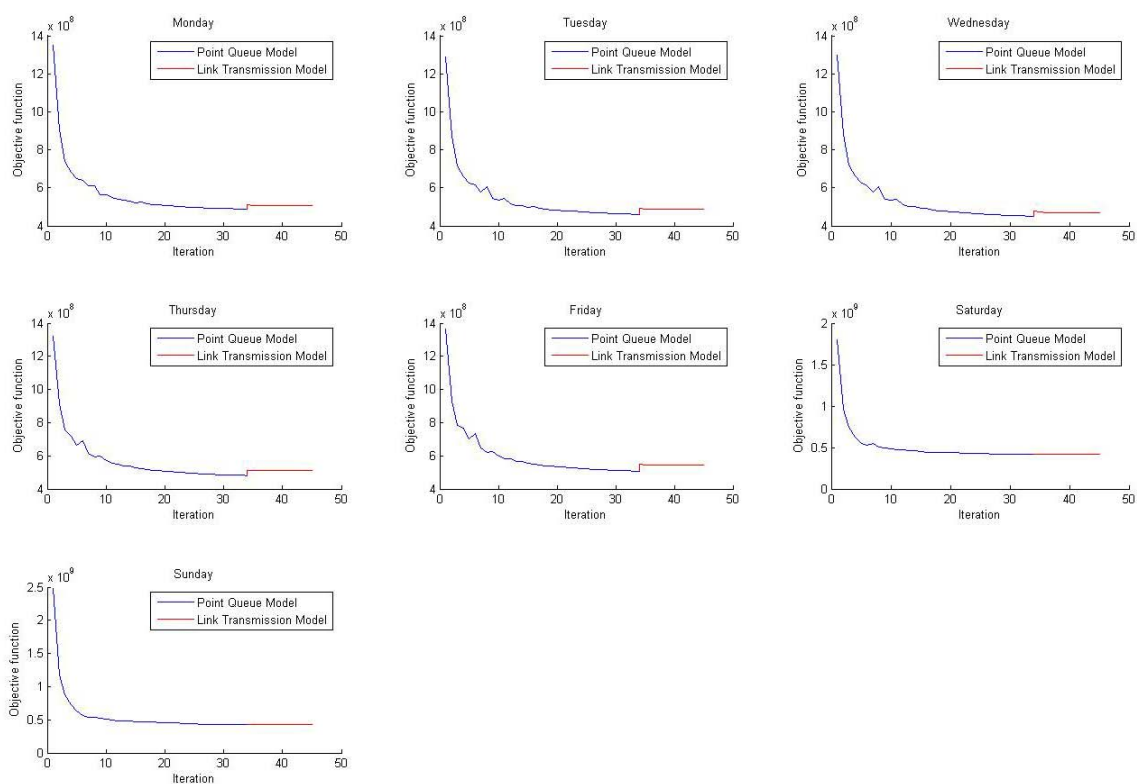 Monday
x 10^8
Point Queue Model
Link Transmission Model
Objective function
14
12
10
8
6
4
0 10 20 30 40 50
Iteration
Tuesday
x 10^8
Point Queue Model
Link Transmission Model
Objective function
14
12
10
8
6
4
0 10 20 30 40 50
Iteration
Wednesday
x 10^8
Point Queue Model
Link Transmission Model
Objective function
14
12
10
8
6
4
0 10 20 30 40 50
Iteration
Thursday
x 10^8
Point Queue Model
Link Transmission Model
Objective function
14
12
10
8
6
4
0 10 20 30 40 50
Iteration
Friday
x 10^8
Point Queue Model
Link Transmission Model
Objective function
14
12
10
8
6
4
0 10 20 30 40 50
Iteration
Saturday
x 10^9
Point Queue Model
Link Transmission Model
Objective function
2
1.5
1
0.5
0
0 10 20 30 40 50
Iteration
Sunday
x 10^9
Point Queue Model
Link Transmission Model
Objective function
2.5
2
1.5
1
0.5
0
0 10 20 30 40 50
Iteration